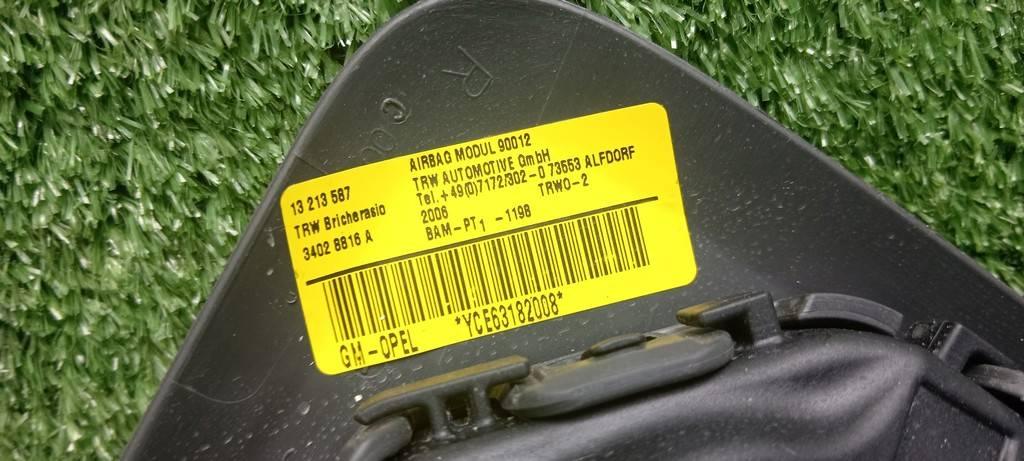 R
AIRBAG MODUL 90012
13 213 587
TRW AUTOMOTIVE GmbH
TRW Bricherasio
Tel. +49(0)7172/302-0 73553 ALFDORF
3402 8816 A
2006
TRWO-2
BAM-PT1 -1198
*YCE63182008*
GM-OPEL